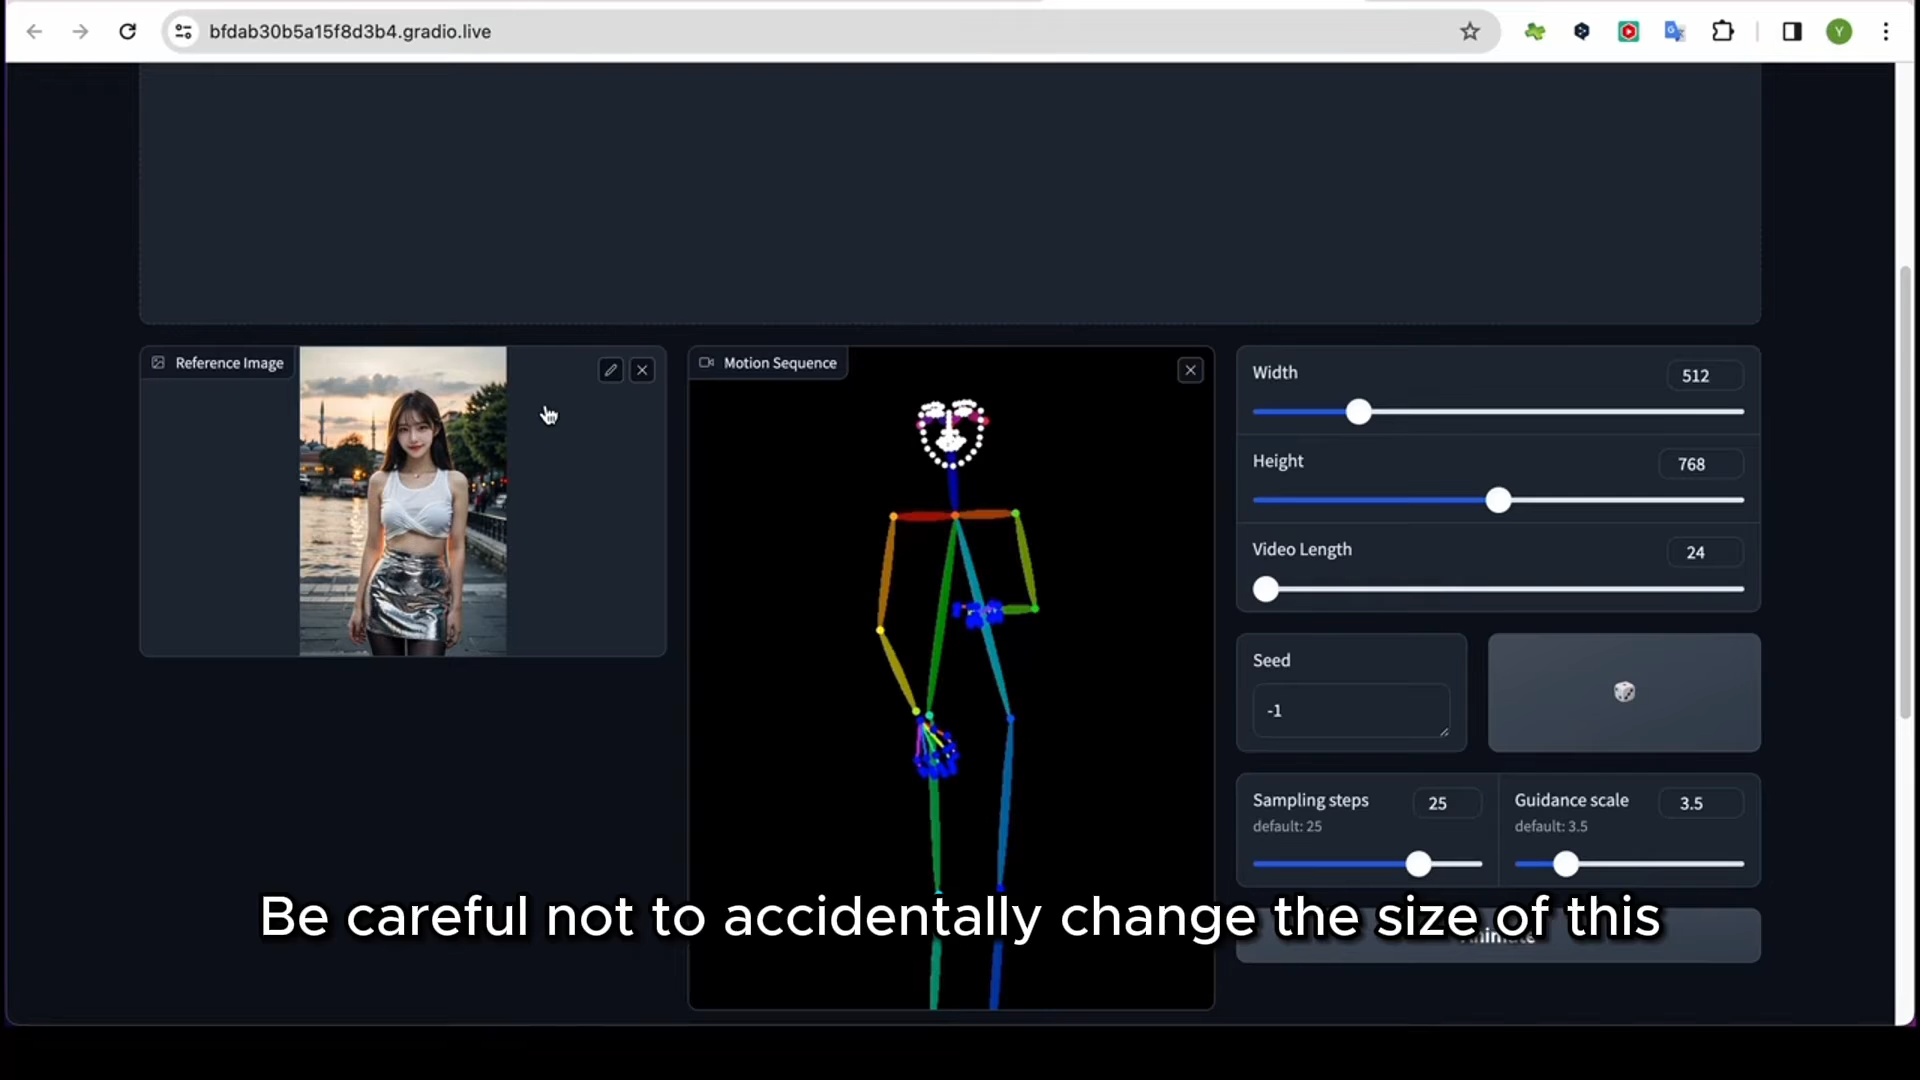 bfdab30b5a15f8d3b4.gradio.live
Y
Reference Image
Motion Sequence
Width
512
Height
768
Video Length
24
Seed
-1
Sampling steps
25
default: 25
Guidance scale
3.5
default: 3.5
Animate
Be careful not to accidentally change the size of this